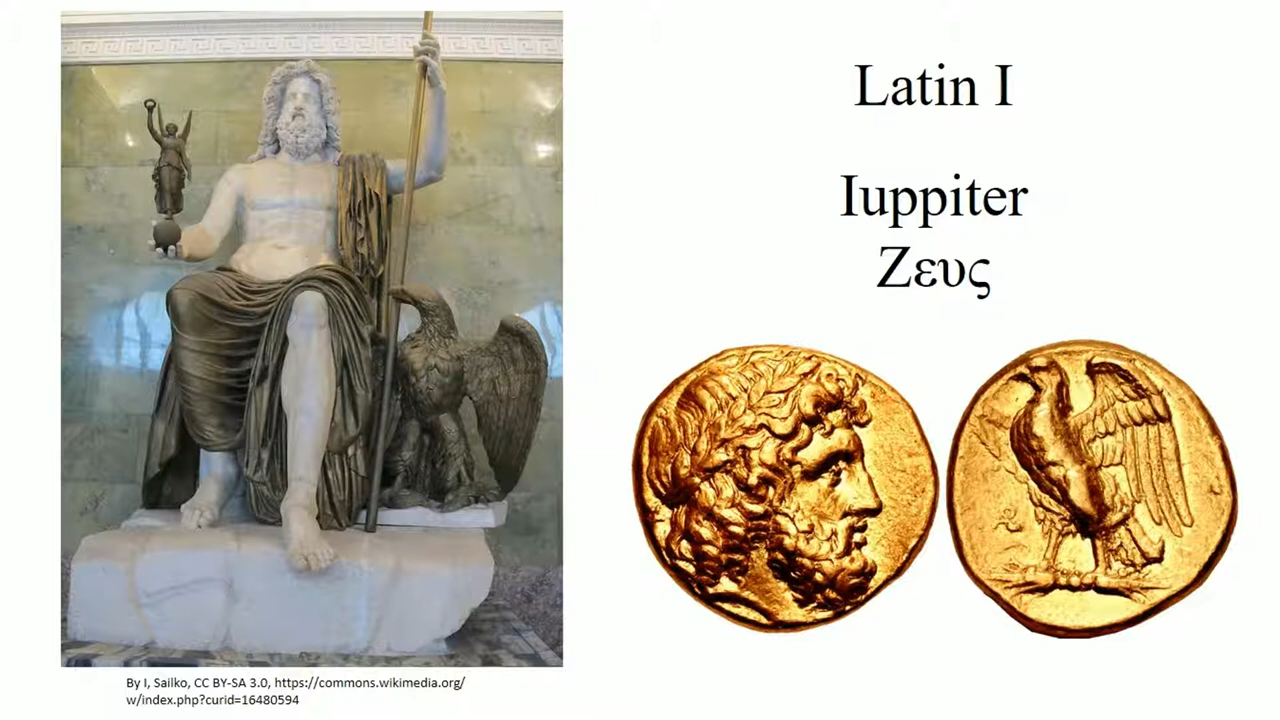 Latin I
Iuppiter
Ζευς
By I, Sailko, CC BY-SA 3.0, https://commons.wikimedia.org/
w/index.php?curid=16480594